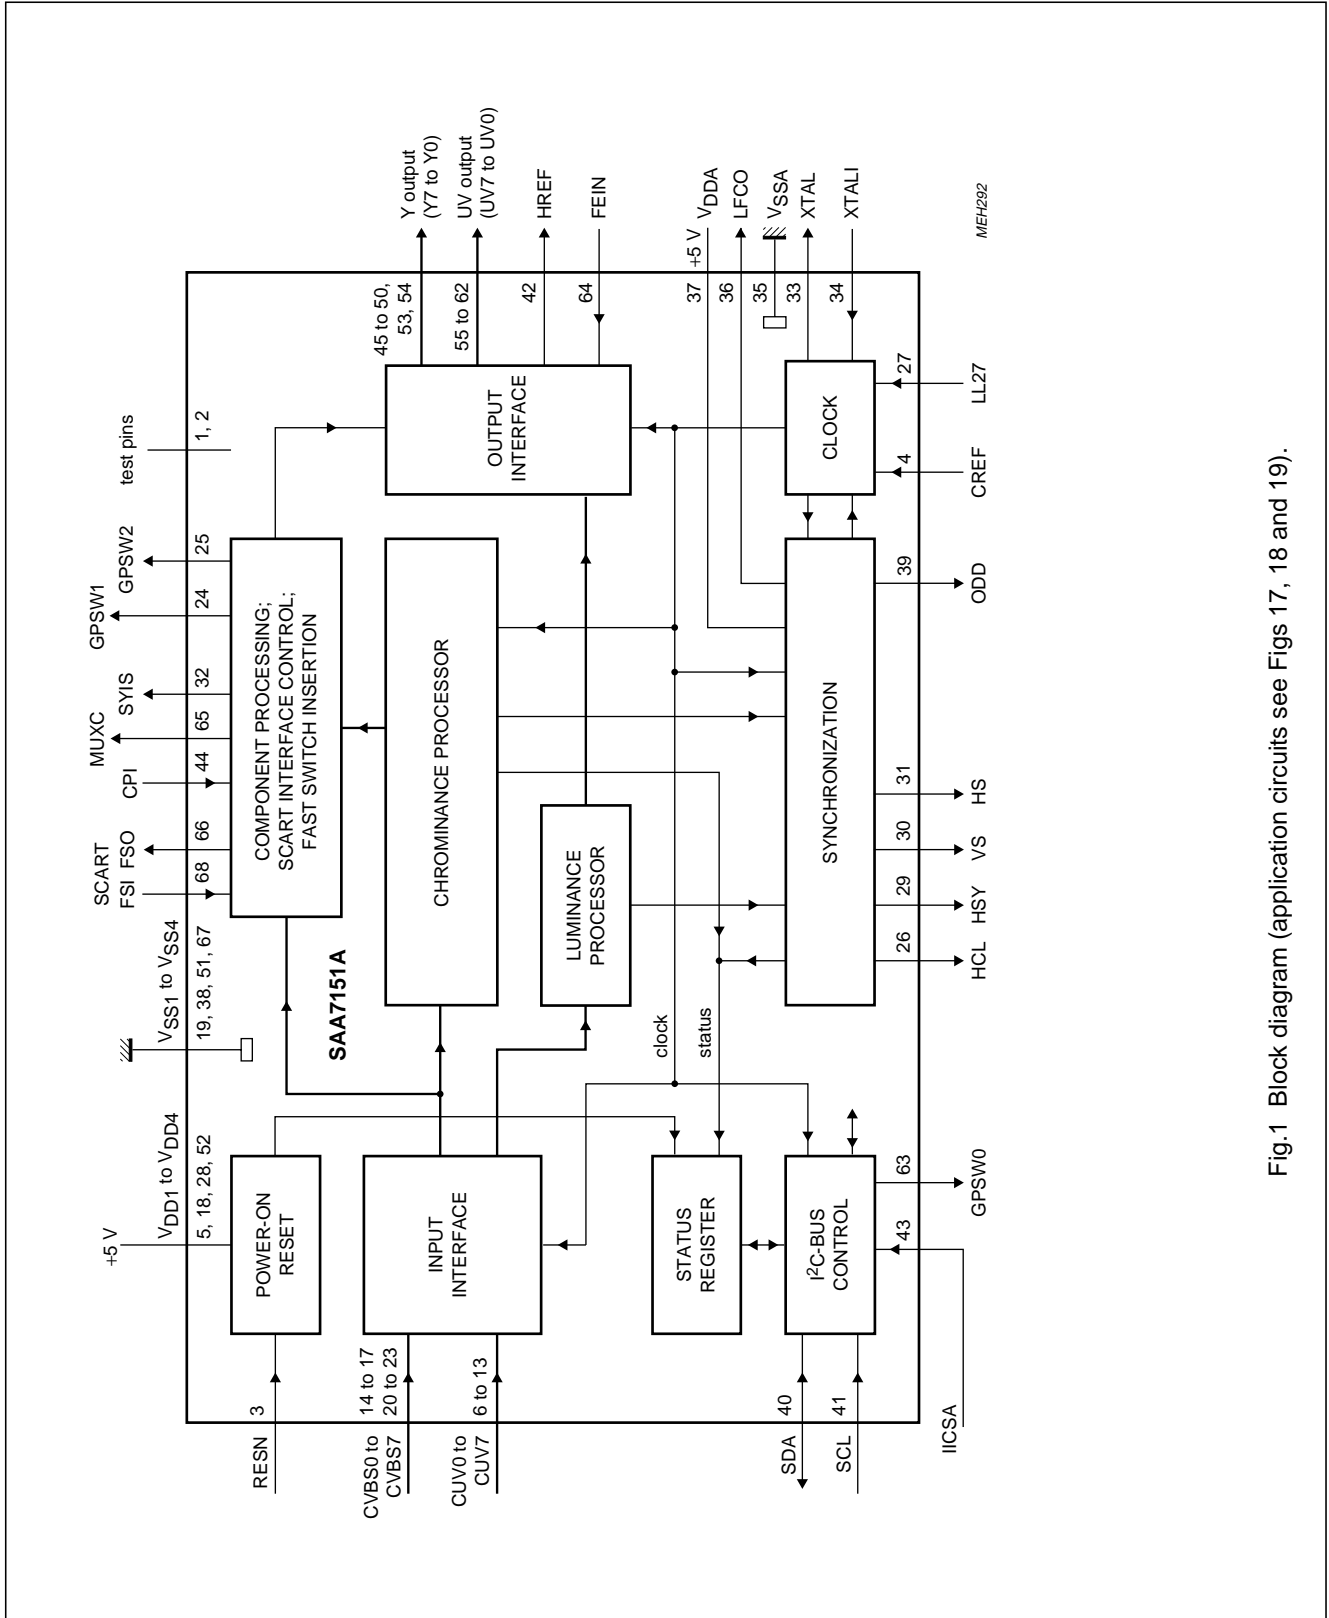 +5 V
VDD1 to VDD4
5, 18, 28, 52
VSS1 to VSS4
19, 38, 51, 67
SCART
FSI FSO
68
66
CPI
44
MUXC
65
SYIS
32
GPSW1
24
GPSW2
25
test pins
1, 2
RESN
3
POWER-ON
RESET
SAA7151A
COMPONENT PROCESSING;
SCART INTERFACE CONTROL;
FAST SWITCH INSERTION
CVBS0 to
CVBS7
14 to 17
20 to 23
CUV0 to
CUV7
6 to 13
INPUT
INTERFACE
CHROMINANCE PROCESSOR
LUMINANCE
PROCESSOR
OUTPUT
INTERFACE
45 to 50,
53, 54
Y output
(Y7 to Y0)
55 to 62
UV output
(UV7 to UV0)
42
HREF
64
FEIN
clock
status
STATUS
REGISTER
I2C-BUS
CONTROL
SDA
40
SCL
41
IICSA
43
63
GPSW0
SYNCHRONIZATION
26
HCL
29
HSY
30
VS
31
HS
39
ODD
CLOCK
4
CREF
27
LL27
37
+5 V
VDDA
36
LFCO
35
VSSA
33
XTAL
34
XTALI
MEH292
Fig.1 Block diagram (application circuits see Figs 17, 18 and 19).